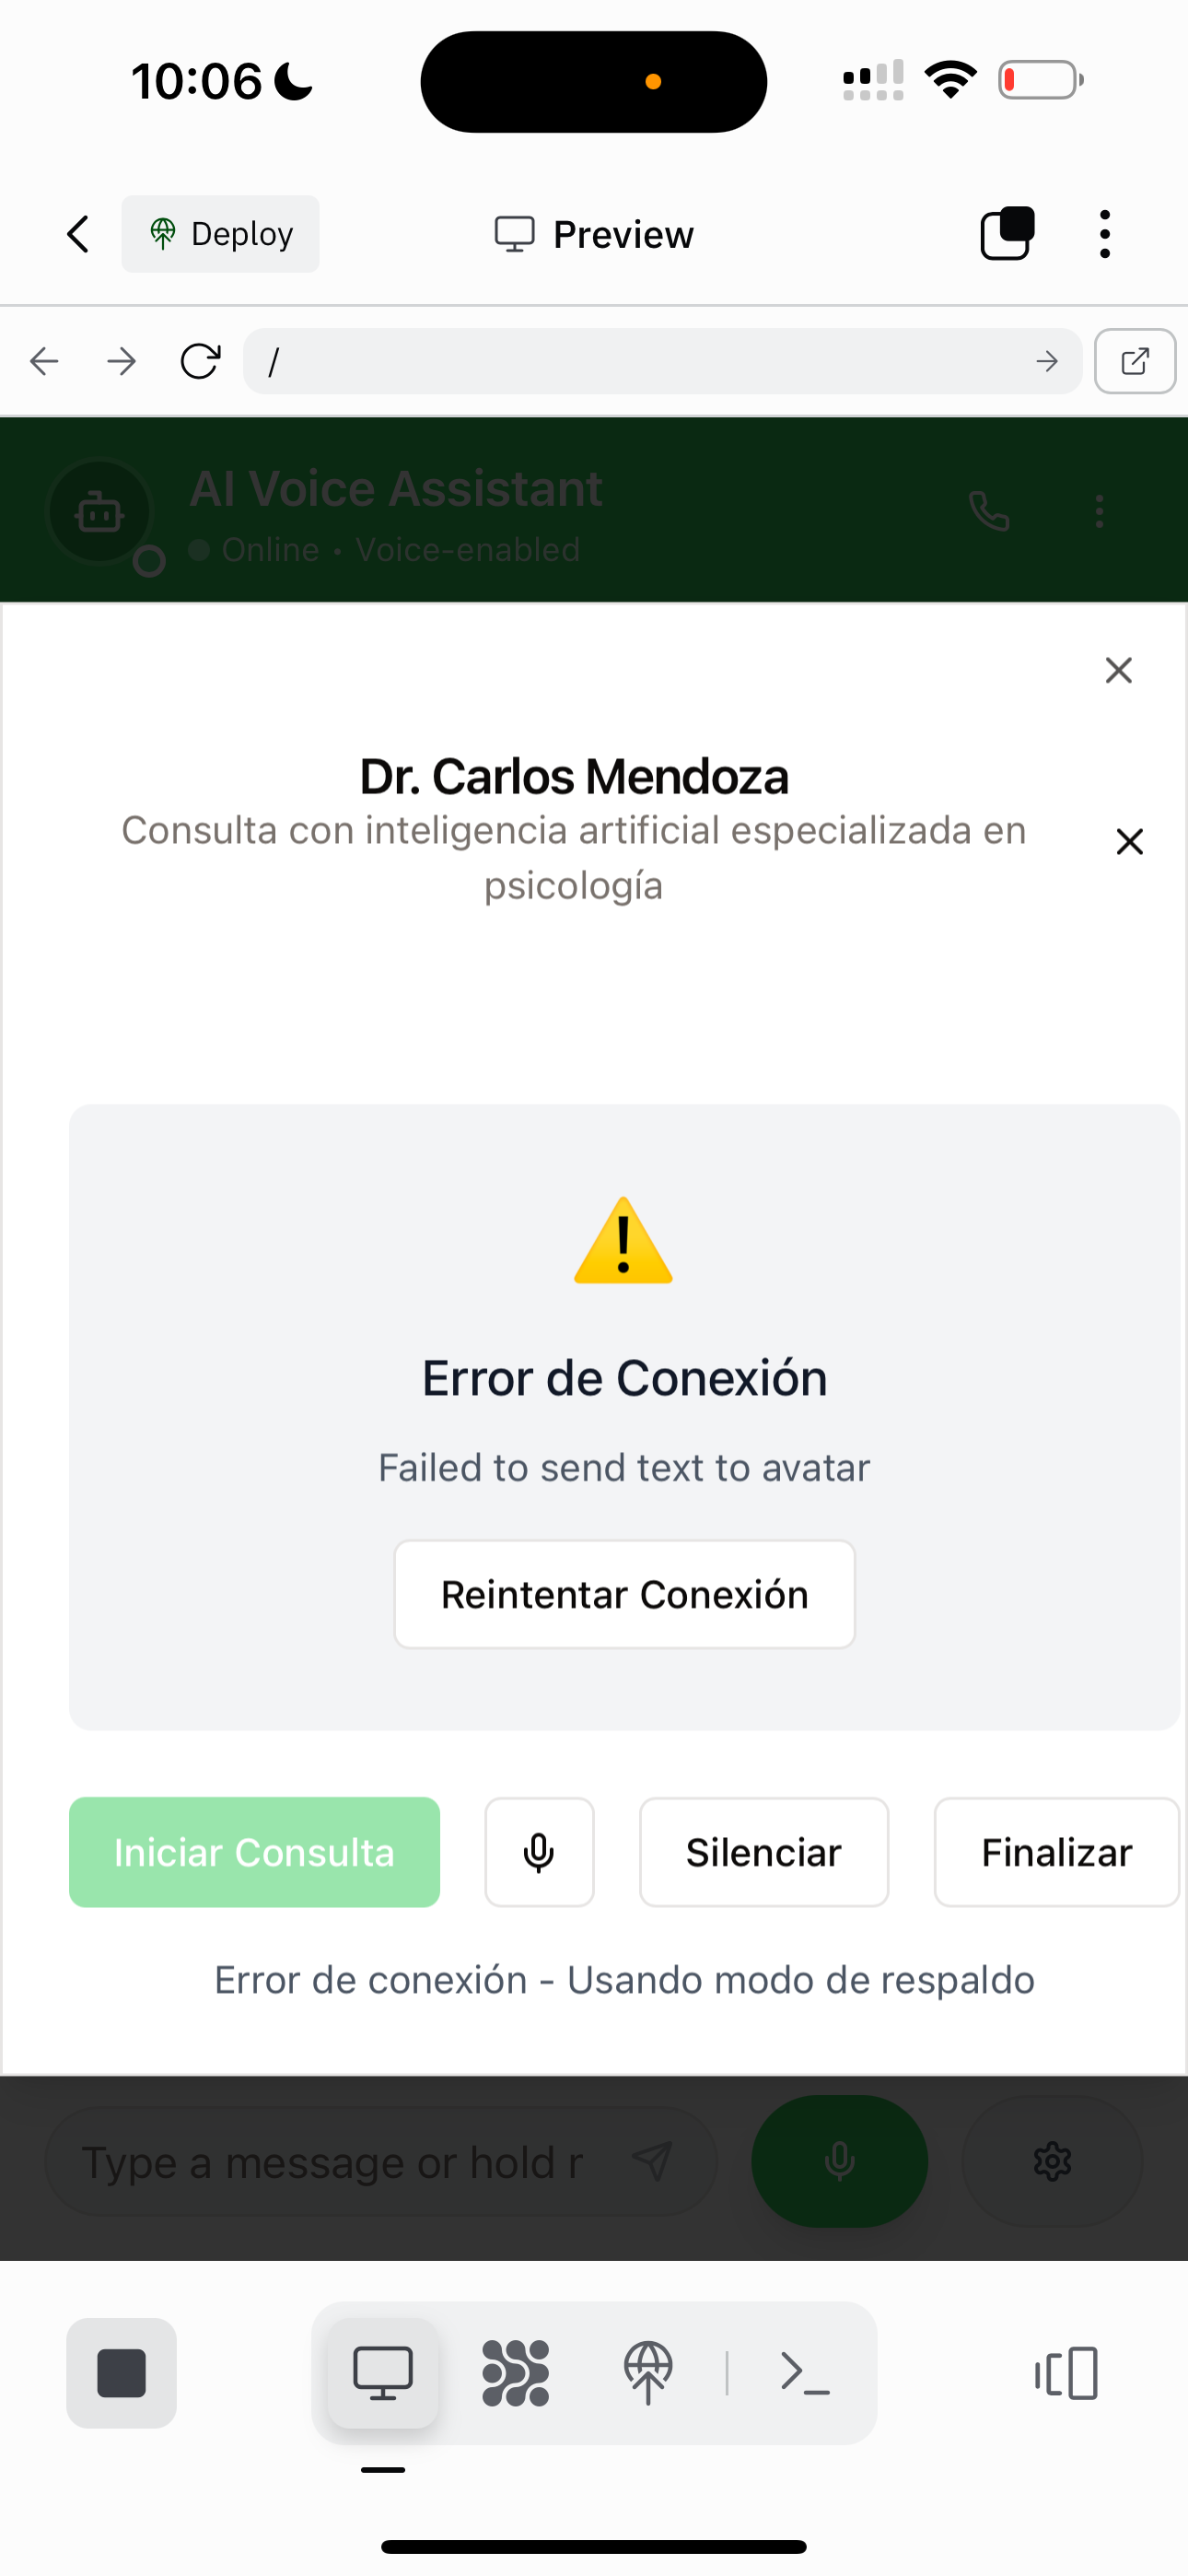 10:06
Deploy
Preview
/
AI Voice Assistant
Online • Voice-enabled
Dr. Carlos Mendoza
Consulta con inteligencia artificial especializada en
psicología
Error de Conexión
Failed to send text to avatar
Reintentar Conexión
Iniciar Consulta
Silenciar
Finalizar
Error de conexión - Usando modo de respaldo
Type a message or hold r